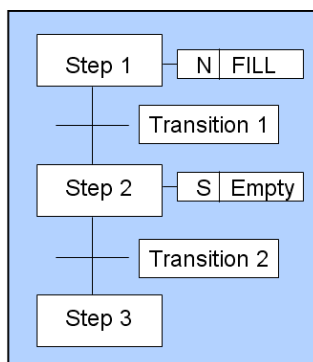 Step 1 N FILL
Transition 1
Step 2 S Empty
Transition 2
Step 3